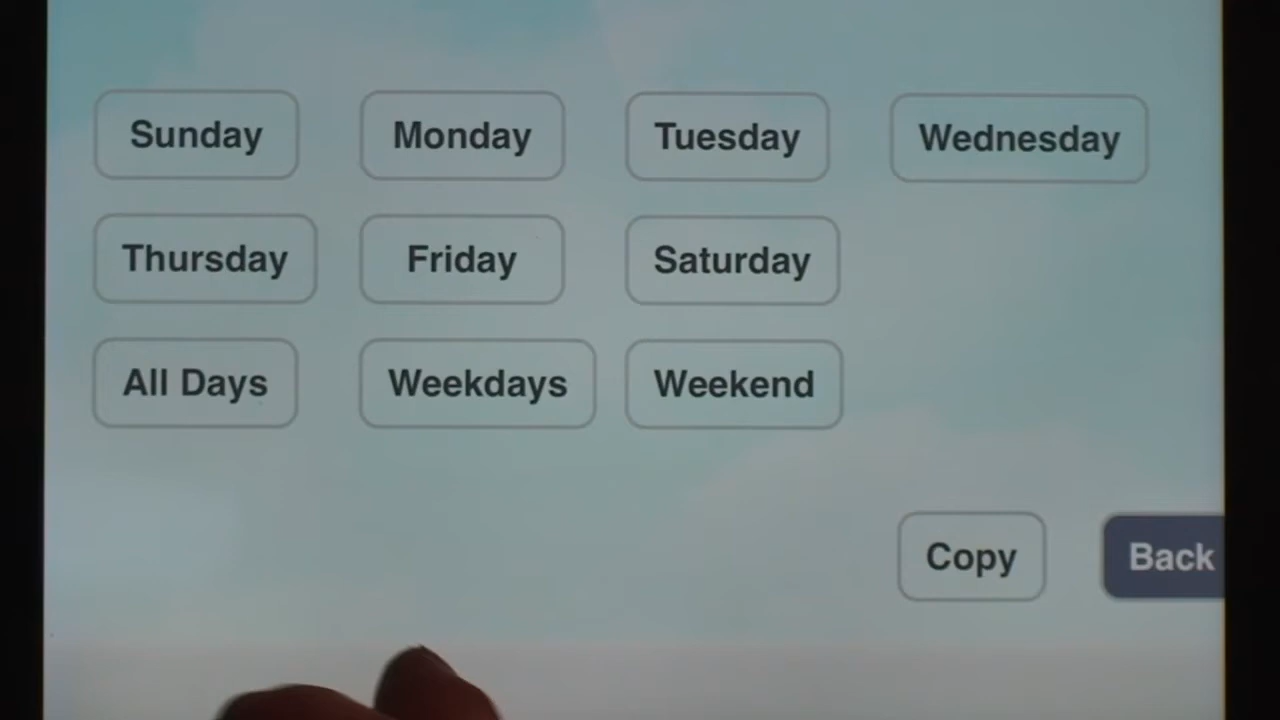 Sunday Monday Tuesday Wednesday
Thursday Friday Saturday
All Days Weekdays Weekend
Copy Back